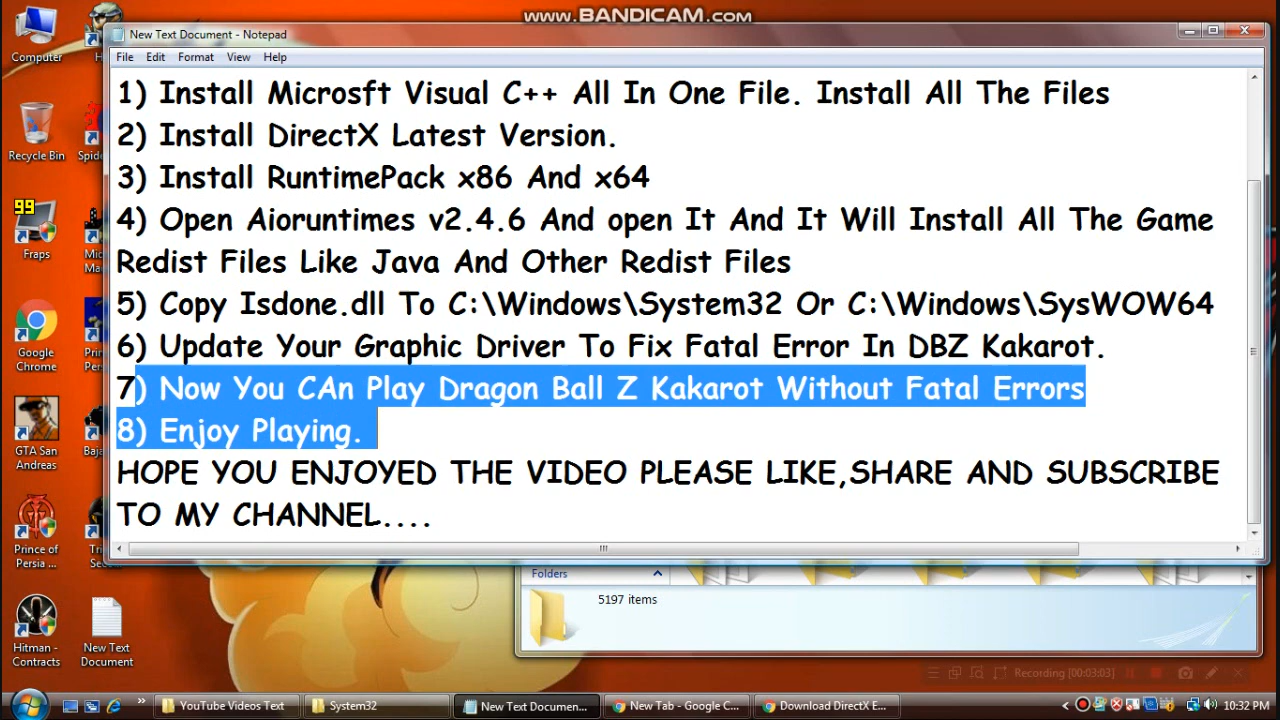 www.BANDICAM.com
New Text Document - Notepad
File Edit Format View Help
1) Install Microsft Visual C++ All In One File. Install All The Files
2) Install DirectX Latest Version.
3) Install RuntimePack x86 And x64
4) Open Aioruntimes v2.4.6 And open It And It Will Install All The Game
Redist Files Like Java And Other Redist Files
5) Copy Isdone.dll To C:\Windows\System32 Or C:\Windows\SysWOW64
6) Update Your Graphic Driver To Fix Fatal Error In DBZ Kakarot.
7) Now You CAn Play Dragon Ball Z Kakarot Without Fatal Errors
8) Enjoy Playing.
HOPE YOU ENJOYED THE VIDEO PLEASE LIKE,SHARE AND SUBSCRIBE
TO MY CHANNEL....
Computer
Recycle Bin
99
Fraps
Google
Chrome
GTA San
Andreas
Prince of
Persia ...
Hitman -
Contracts
New Text
Document
Folders
5197 items
Recording [00:03:03]
YouTube Videos Text
System32
New Text Documen...
New Tab - Google C...
Download DirectX E...
10:32 PM